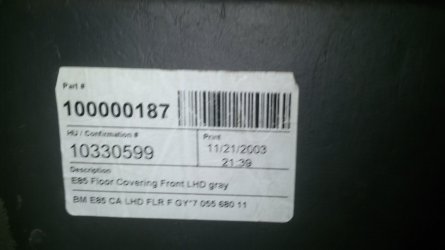 Part #
100000187
HU / Confirmation #
10330599
Print
11/21/2003
21:39
Description
E85 Floor Covering Front LHD gray
BM E85 CA LHD FLR F GY*7 055 680 11